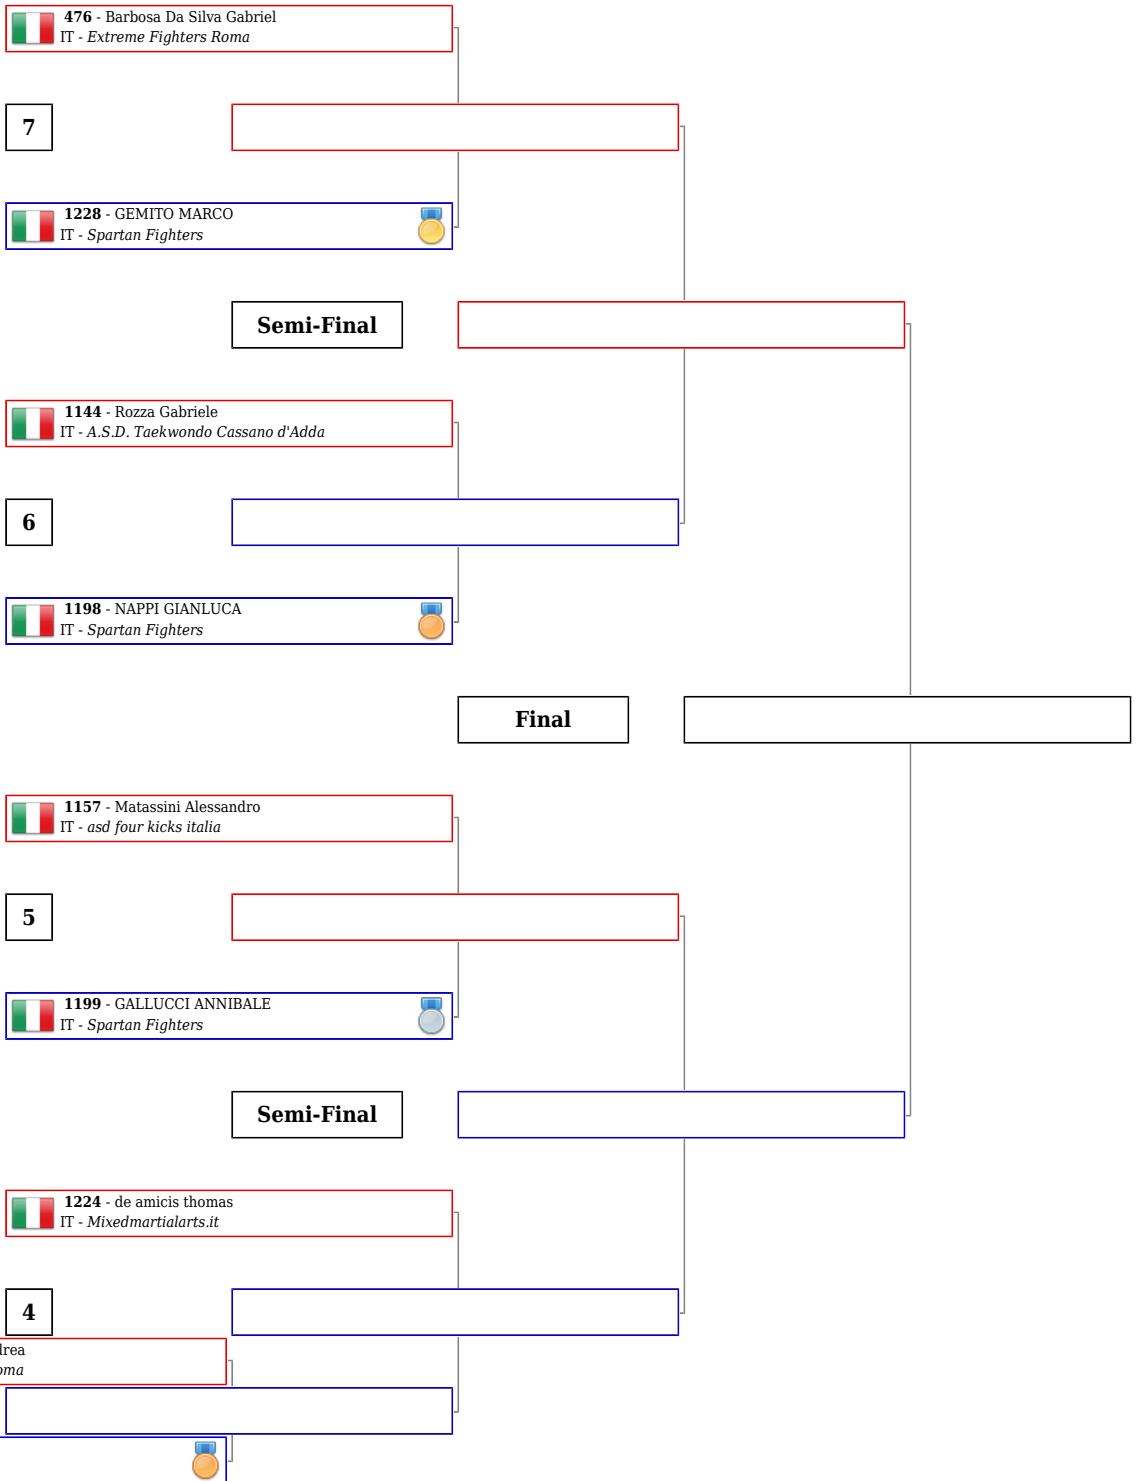 476 - Barbosa Da Silva Gabriel
IT - Extreme Fighters Roma
7
1228 - GEMITO MARCO
IT - Spartan Fighters
Semi-Final
1144 - Rozza Gabriele
IT - A.S.D. Taekwondo Cassano d'Adda
6
1198 - NAPPI GIANLUCA
IT - Spartan Fighters
Final
1157 - Matassini Alessandro
IT - asd four kicks italia
5
1199 - GALLUCCI ANNIBALE
IT - Spartan Fighters
Semi-Final
1224 - de amicis thomas
IT - Mixedmartialarts.it
4